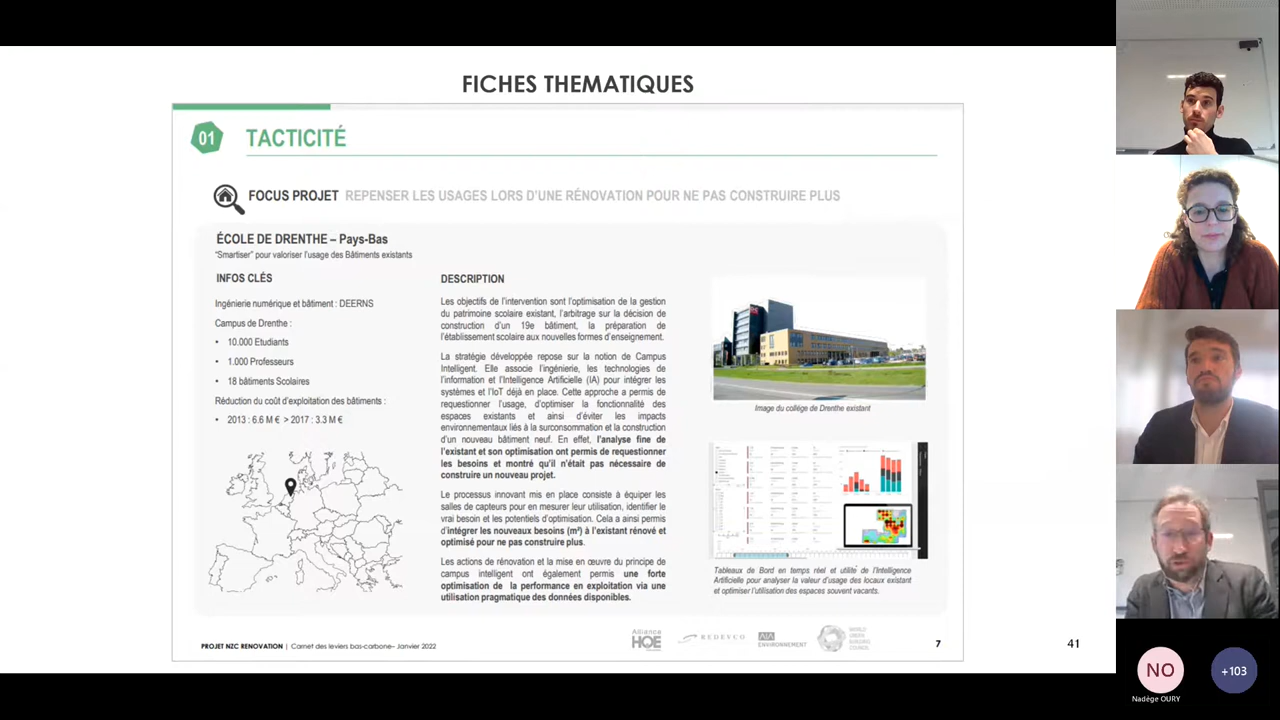 FICHES THEMATIQUES
01 TACTICITÉ
FOCUS PROJET REPENSER LES USAGES LORS D'UNE RÉNOVATION POUR NE PAS CONSTRUIRE PLUS
ÉCOLE DE DRENTHE – Pays-Bas
"Smartiser" pour valoriser l'usage des Bâtiments existants
INFOS CLÉS
Ingénierie numérique et bâtiment : DEERNS
Campus de Drenthe :
• 10.000 Etudiants
• 1.000 Professeurs
• 18 bâtiments Scolaires
Réduction du coût d'exploitation des bâtiments :
• 2013 : 6.6 M € > 2017 : 3.3 M €
DESCRIPTION
Les objectifs de l'intervention sont l'optimisation de la gestion
du patrimoine scolaire existant, l'arbitrage sur la décision de
construction d'un 19e bâtiment, la préparation de
l'établissement scolaire aux nouvelles formes d'enseignement.
La stratégie développée repose sur la notion de Campus
Intelligent. Elle associe l'ingénierie, les technologies de
l'information et l'Intelligence Artificielle (IA) pour intégrer les
systèmes et l'IoT déjà en place. Cette approche a permis de
requestionner l'usage, d'optimiser la fonctionnalité des
espaces existants et ainsi d'éviter les impacts
environnementaux liés à la surconsommation et la construction
d'un nouveau bâtiment neuf. En effet, l'analyse fine de
l'existant et son optimisation ont permis de requestionner
les besoins et montré qu'il n'était pas nécessaire de
construire un nouveau projet.
Le processus innovant mis en place consiste à équiper les
salles de capteurs pour en mesurer leur utilisation, identifier le
vrai besoin et les potentiels d'optimisation. Cela a ainsi permis
d'intégrer les nouveaux besoins (m²) à l'existant rénové et
optimisé pour ne pas construire plus.
Les actions de rénovation et la mise en œuvre du principe de
campus intelligent ont également permis une forte
optimisation de la performance en exploitation via une
utilisation pragmatique des données disponibles.
Image du collège de Drenthe existant
Tableaux de Bord en temps réel et utilité de l'Intelligence
Artificielle pour analyser la valeur d'usage des locaux existant
et optimiser l'utilisation des espaces souvent vacants.
PROJET NZC RENOVATION | Carnet des leviers bas-carbone– Janvier 2022
Alliance
HQE
REDEVCO
AIA
ENVIRONNEMENT
WORLD
GREEN
BUILDING
COUNCIL
7
41
NO
Nadège OURY
+103